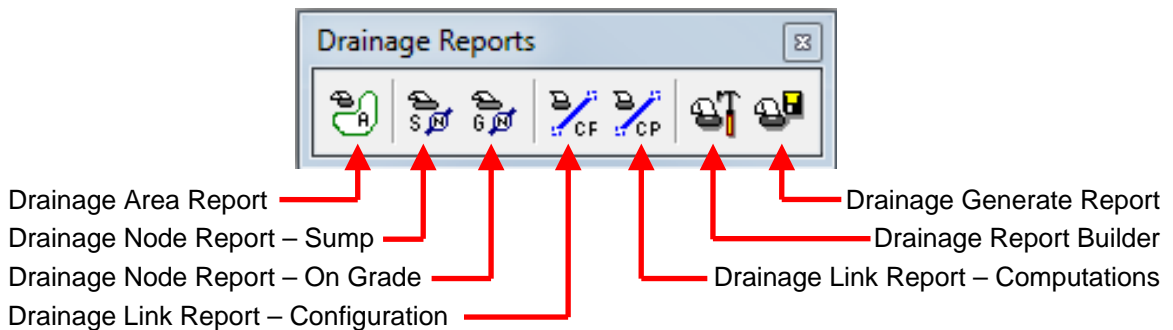 Drainage Reports
A
S N
G N
CF
CP
Drainage Area Report
Drainage Generate Report
Drainage Node Report – Sump
Drainage Report Builder
Drainage Node Report – On Grade
Drainage Link Report – Computations
Drainage Link Report – Configuration